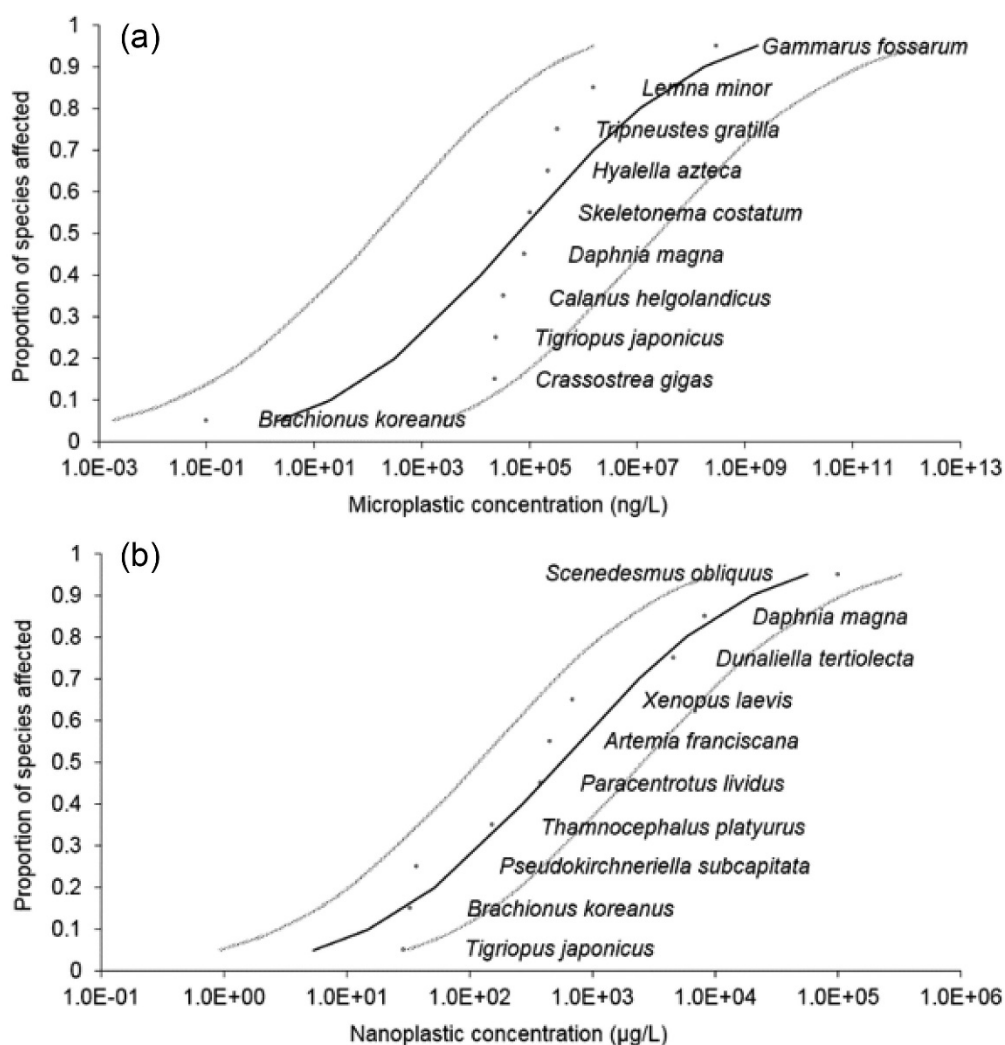 (a)
Proportion of species affected
1
0.9
0.8
0.7
0.6
0.5
0.4
0.3
0.2
0.1
0
Gammarus fossarum
Lemna minor
Tripneustes gratilla
Hyalella azteca
Skeletonema costatum
Daphnia magna
Calanus helgolandicus
Tigriopus japonicus
Crassostrea gigas
Brachionus koreanus
1.0E-03 1.0E-01 1.0E+01 1.0E+03 1.0E+05 1.0E+07 1.0E+09 1.0E+11 1.0E+13
Microplastic concentration (ng/L)
(b)
Proportion of species affected
1
0.9
0.8
0.7
0.6
0.5
0.4
0.3
0.2
0.1
0
Scenedesmus obliquus
Daphnia magna
Dunaliella tertiolecta
Xenopus laevis
Artemia franciscana
Paracentrotus lividus
Thamnocephalus platyurus
Pseudokirchneriella subcapitata
Brachionus koreanus
Tigriopus japonicus
1.0E-01 1.0E+00 1.0E+01 1.0E+02 1.0E+03 1.0E+04 1.0E+05 1.0E+06
Nanoplastic concentration (µg/L)